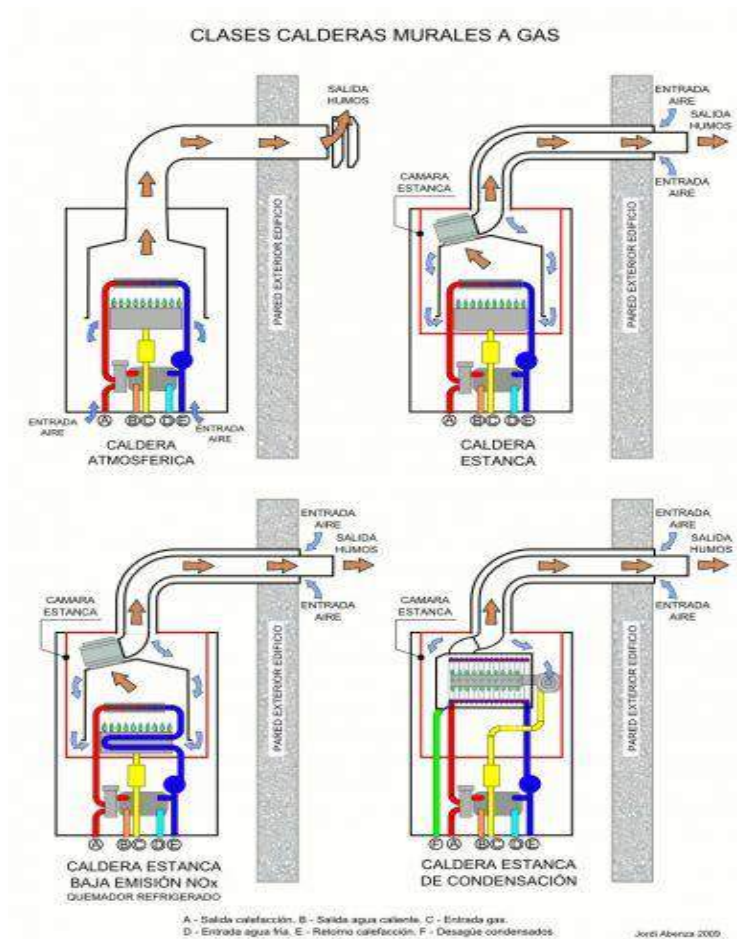 CLASES CALDERAS MURALES A GAS
SALIDA
HUMOS
PARED EXTERIOR EDIFICIO
ENTRADA
AIRE
ENTRADA
AIRE
A
B
C
D
E
CALDERA
ATMOSFERICA
ENTRADA
AIRE
SALIDA
HUMOS
ENTRADA
AIRE
CAMARA
ESTANCA
PARED EXTERIOR EDIFICIO
A
B
C
D
E
CALDERA
ESTANCA
ENTRADA
AIRE
SALIDA
HUMOS
ENTRADA
AIRE
CAMARA
ESTANCA
PARED EXTERIOR EDIFICIO
A
B
C
D
E
CALDERA ESTANCA
BAJA EMISIÓN NOx
QUEMADOR REFRIGERADO
ENTRADA
AIRE
SALIDA
HUMOS
ENTRADA
AIRE
CAMARA
ESTANCA
PARED EXTERIOR EDIFICIO
F
A
B
C
D
E
CALDERA ESTANCA
DE CONDENSACIÓN
A - Salida calefacción. B - Salida agua caliente. C - Entrada gas.
D - Entrada agua fría. E - Retorno calefacción. F - Desagüe condensados
Jordi Abenza 2009